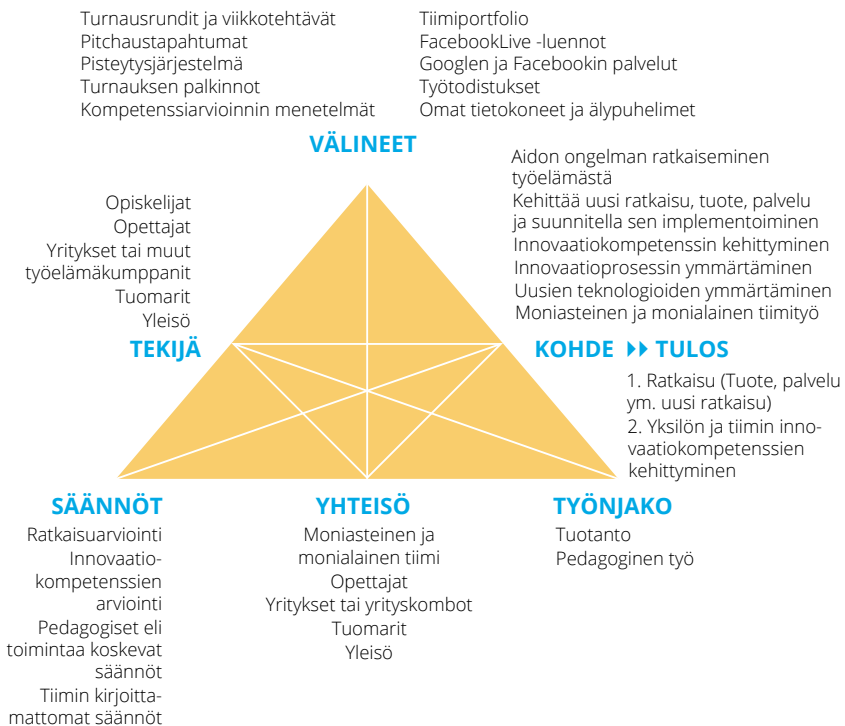 Turnausrundit ja viikkotehtävät
Pitchaustapahtumat
Pisteytysjärjestelmä
Turnauksen palkinnot
Kompetenssiarvioinnin menetelmät
Tiimiportfolio
FacebookLive -luennot
Googlen ja Facebookin palvelut
Työtodistukset
Omat tietokoneet ja älypuhelimet
VÄLINEET
Opiskelijat
Opettajat
Yritykset tai muut
työelämäkumppanit
Tuomarit
Yleisö
TEKIJÄ
Aidon ongelman ratkaiseminen
työelämästä
Kehittää uusi ratkaisu, tuote, palvelu
ja suunnitella sen implementoiminen
Innovaatiokompetenssin kehittyminen
Innovaatioprosessin ymmärtäminen
Uusien teknologioiden ymmärtäminen
Moniasteinen ja monialainen tiimityö
KOHDE TULOS
1. Ratkaisu (Tuote, palvelu
ym. uusi ratkaisu)
2. Yksilön ja tiimin inno-
vaatiokompetenssien
kehittyminen
SÄÄNNÖT
Ratkaisuarviointi
Innovaatio-
kompetenssien
arviointi
Pedagogiset eli
toimintaa koskevat
säännöt
Tiimin kirjoitta-
mattomat säännöt
YHTEISÖ
Moniasteinen ja
monialainen tiimi
Opettajat
Yritykset tai yrityskombot
Tuomarit
Yleisö
TYÖNJAKO
Tuotanto
Pedagoginen työ